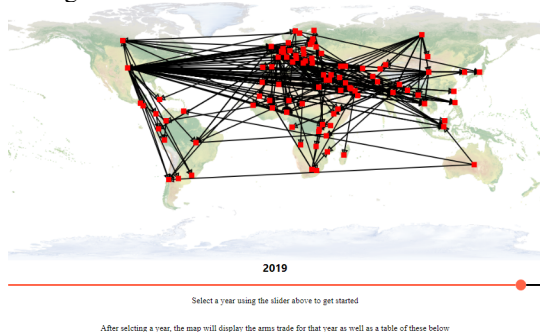 2019
Select a year using the slider above to get started
After selcting a year, the map will display the arms trade for that year as well as a table of these below